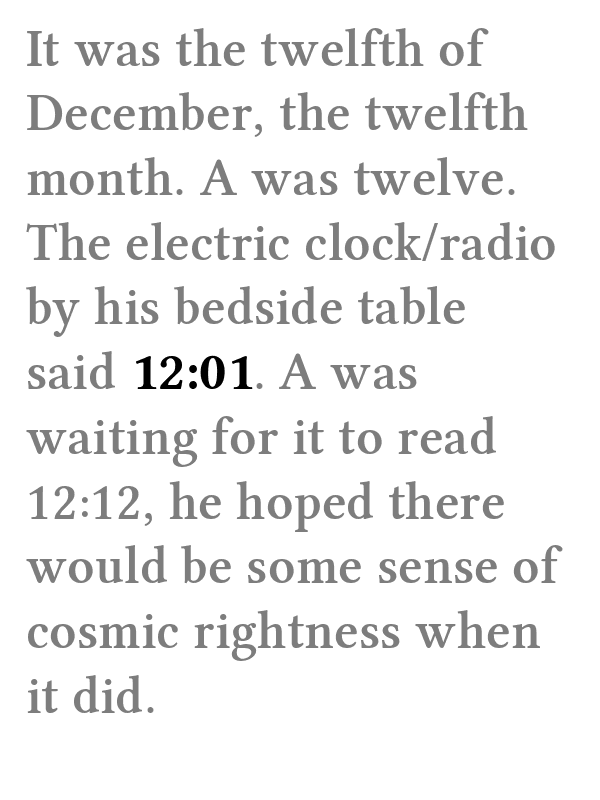 It was the twelfth of
December, the twelfth
month. A was twelve.
The electric clock/radio
by his bedside table
said 12:01. A was
waiting for it to read
12:12, he hoped there
would be some sense of
cosmic rightness when
it did.